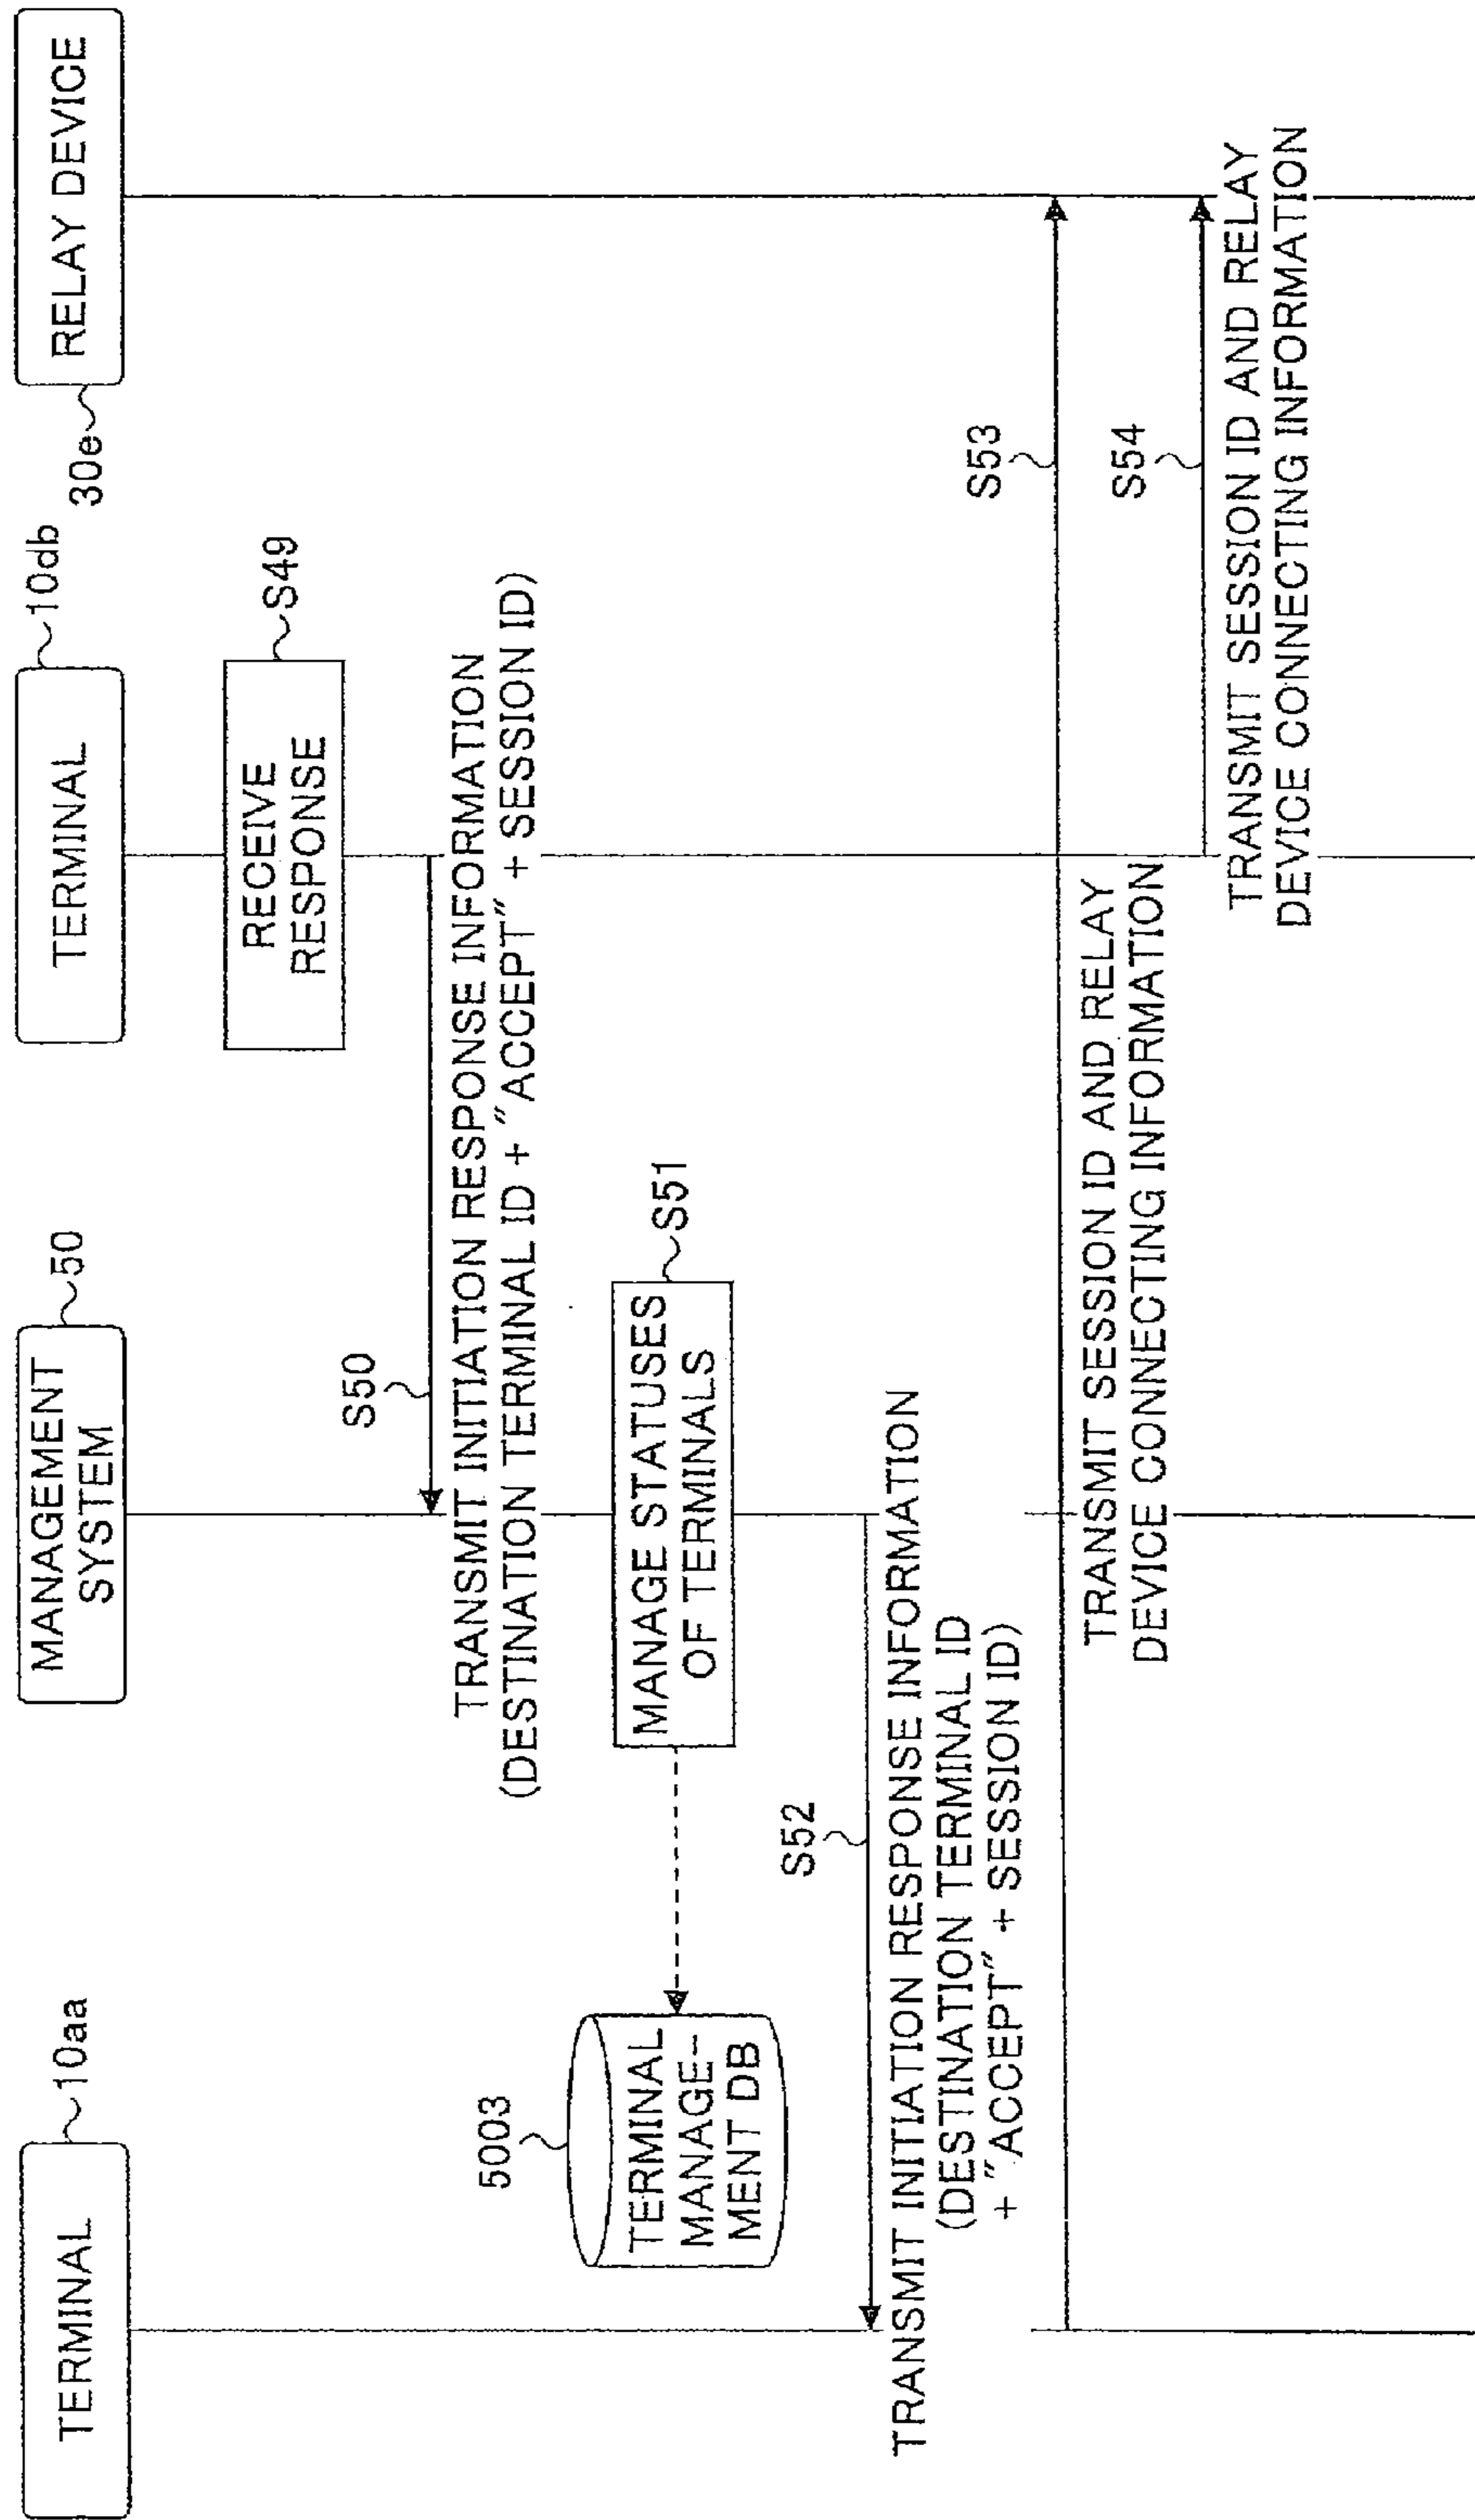 TERMINAL
10aa
MANAGEMENT
SYSTEM
50
TERMINAL
10db
RELAY DEVICE
30e
RECEIVE
RESPONSE
S49
S50
TRANSMIT INITIATION RESPONSE INFORMATION
(DESTINATION TERMINAL ID + "ACCEPT" + SESSION ID)
5003
TERMINAL
MANAGE-
MENT DB
MANAGE STATUSES
OF TERMINALS
S51
S52
TRANSMIT INITIATION RESPONSE INFORMATION
(DESTINATION TERMINAL ID
+ "ACCEPT" + SESSION ID)
S53
TRANSMIT SESSION ID AND RELAY
DEVICE CONNECTING INFORMATION
S54
TRANSMIT SESSION ID AND RELAY
DEVICE CONNECTING INFORMATION